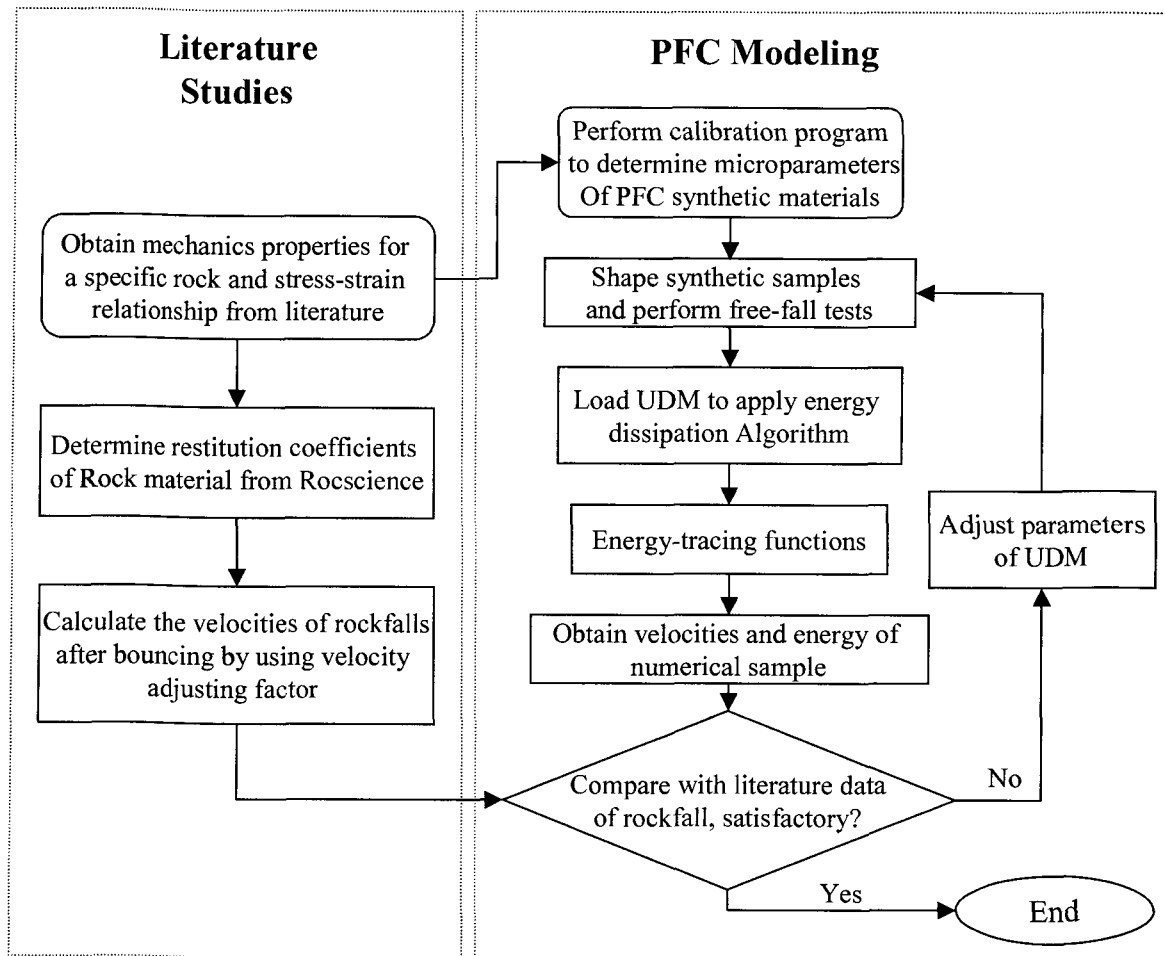 Literature
Studies
Obtain mechanics properties for
a specific rock and stress-strain
relationship from literature
Determine restitution coefficients
of Rock material from Rocscience
Calculate the velocities of rockfalls
after bouncing by using velocity
adjusting factor
PFC Modeling
Perform calibration program
to determine microparameters
Of PFC synthetic materials
Shape synthetic samples
and perform free-fall tests
Load UDM to apply energy
dissipation Algorithm
Energy-tracing functions
Obtain velocities and energy of
numerical sample
Compare with literature data
of rockfall, satisfactory?
No
Adjust parameters
of UDM
Yes
End